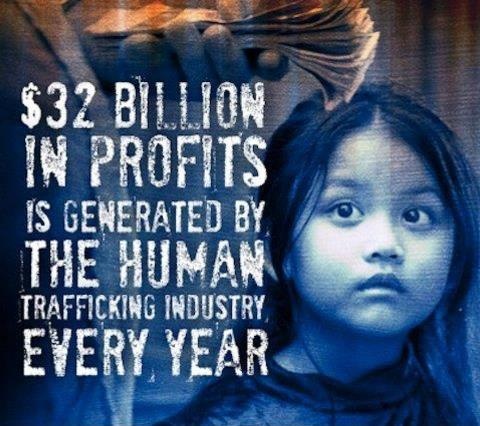 $32 BILLION
IN PROFITS
IS GENERATED BY
THE HUMAN
TRAFFICKING INDUSTRY
EVERY YEAR